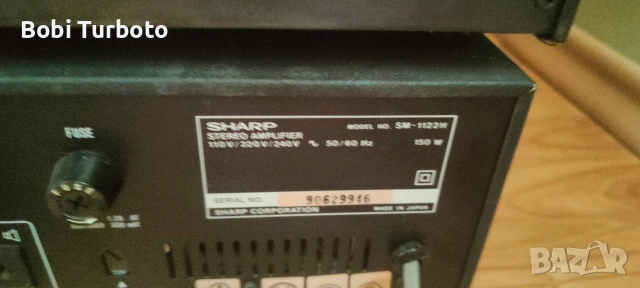 Bobi Turboto
FUSE
SHARP
STEREO AMPLIFIER
MODEL NO. SM-1122H
110V/220V/240V ∿ 50/60 Hz 150 W
SERIAL NO. 90629946
SHARP CORPORATION MADE IN JAPAN
BAZAR